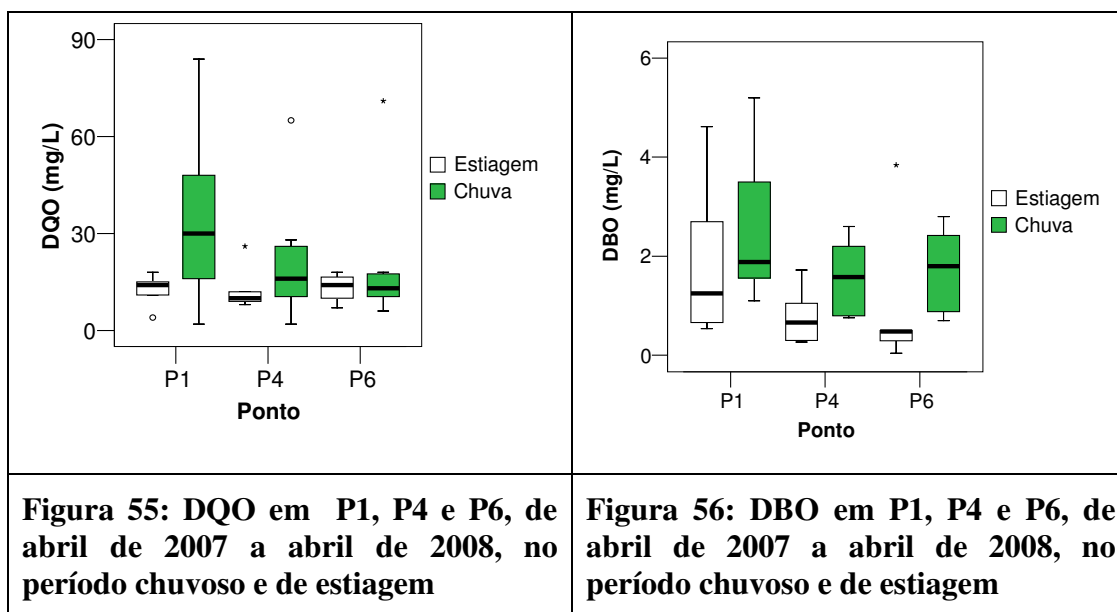 90
60
30
0
DQO (mg/L)
P1
P4
P6
Ponto
Estiagem
Chuva
6
4
2
0
DBO (mg/L)
P1
P4
P6
Ponto
Estiagem
Chuva
Figura 55: DQO em P1, P4 e P6, de
abril de 2007 a abril de 2008, no
período chuvoso e de estiagem
Figura 56: DBO em P1, P4 e P6, de
abril de 2007 a abril de 2008, no
período chuvoso e de estiagem